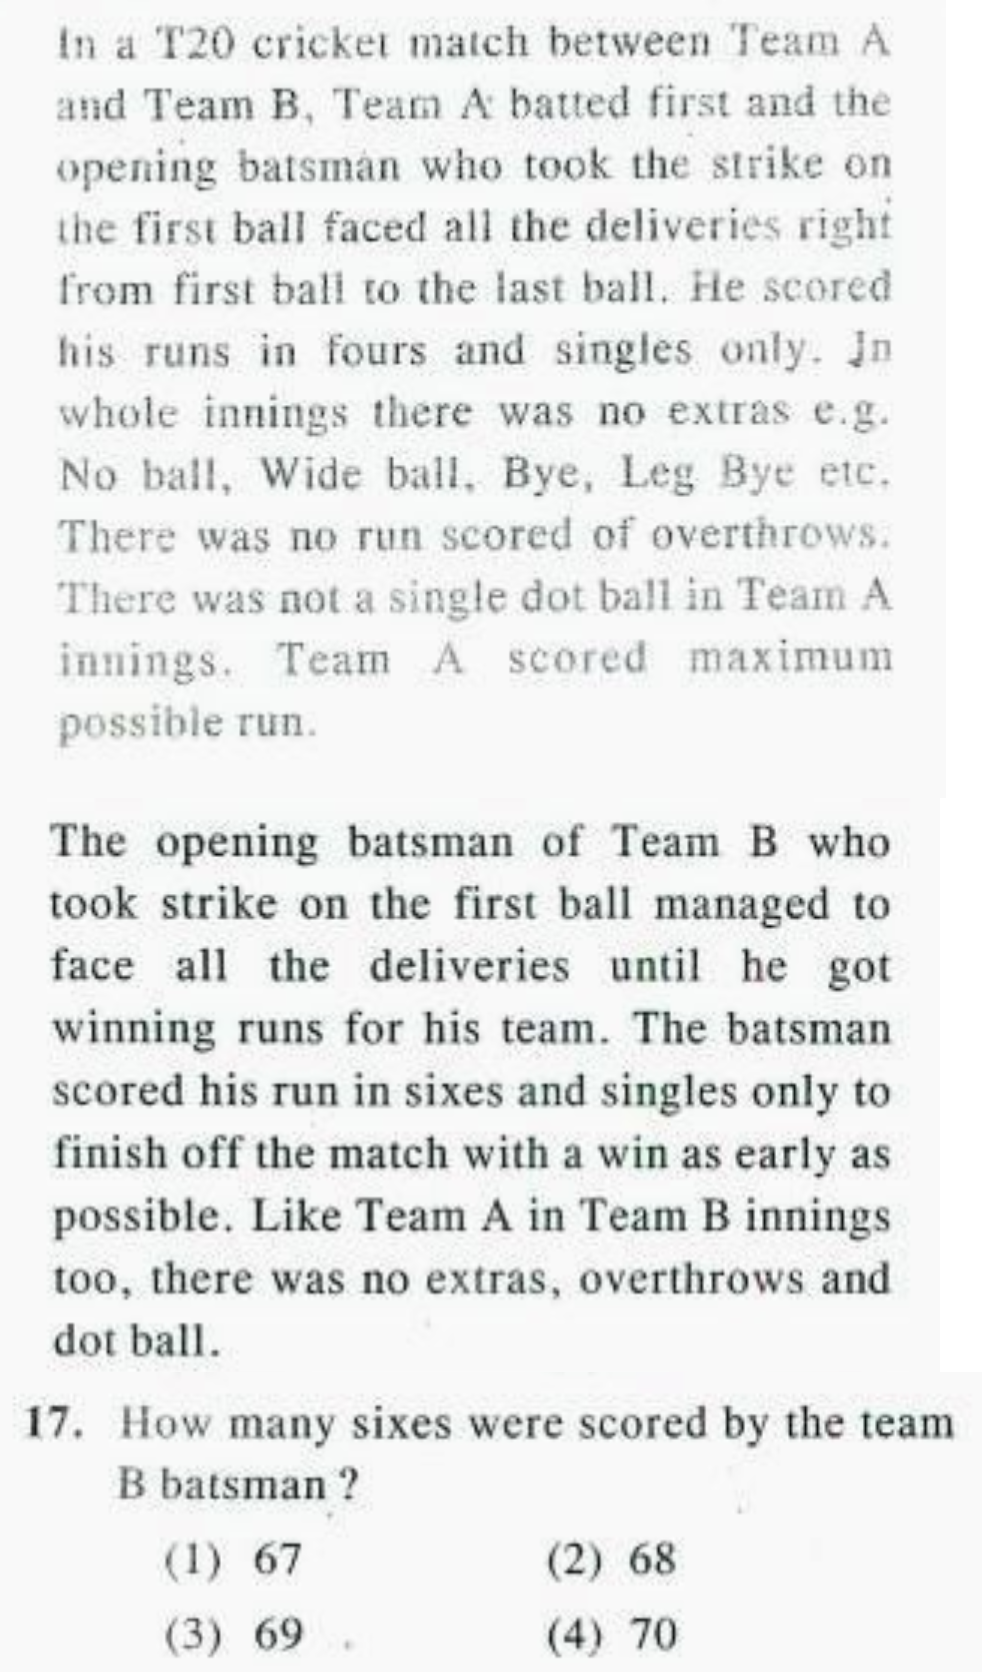 In a T20 cricket match between Team A
and Team B, Team A batted first and the
opening batsman who took the strike on
the first ball faced all the deliveries right
from first ball to the last ball. He scored
his runs in fours and singles only. In
whole innings there was no extras e.g.
No ball, Wide ball, Bye, Leg Bye etc.
There was no run scored of overthrows.
There was not a single dot ball in Team A
innings. Team A scored maximum
possible run.
The opening batsman of Team B who
took strike on the first ball managed to
face all the deliveries until he got
winning runs for his team. The batsman
scored his run in sixes and singles only to
finish off the match with a win as early as
possible. Like Team A in Team B innings
too, there was no extras, overthrows and
dot ball.
17. How many sixes were scored by the team
B batsman ?
(1) 67 (2) 68
(3) 69 (4) 70